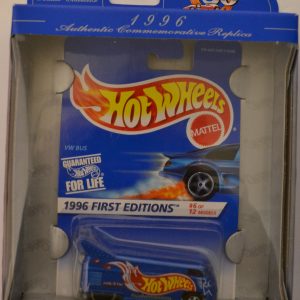 1996
Authentic Commemorative Replica
HOT WHEELS
MATTEL
VW BUS
GUARANTEED
Hot Wheels
FOR LIFE
1996 FIRST EDITIONS
#6 OF
12 MODELS